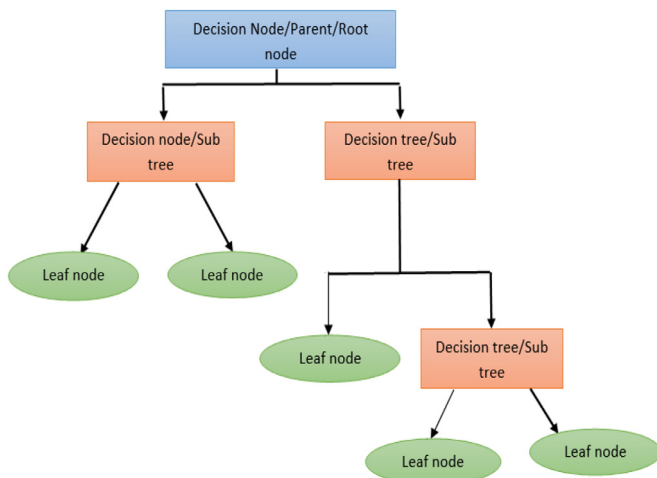 Decision Node/Parent/Root
node
Decision node/Sub
tree
Decision tree/Sub
tree
Leaf node
Leaf node
Leaf node
Decision tree/Sub
tree
Leaf node
Leaf node